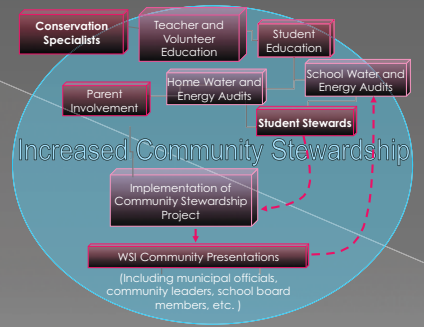 Conservation
Specialists
Teacher and
Volunteer
Education
Student
Education
School Water and
Energy Audits
Home Water and
Energy Audits
Parent
Involvement
Student Stewards
Increased Community Stewardship
Implementation of
Community Stewardship
Project
WSI Community Presentations
(Including municipal officials,
community leaders, school board
members, etc. )